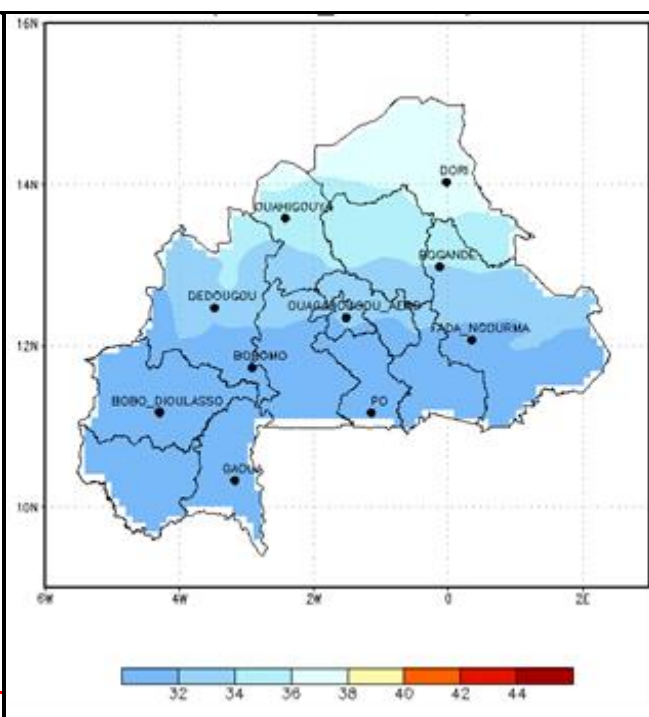 16N
DORI
14N
OUAHIGOUYA
BOGANDE
DEDOUGOU
FADA_NGOURMA
12N
BOROMO
BOBO_DIOULASSO
PO
GAOUA
10N
6W 4W 2W 0 2E
32 34 36 38 40 42 44